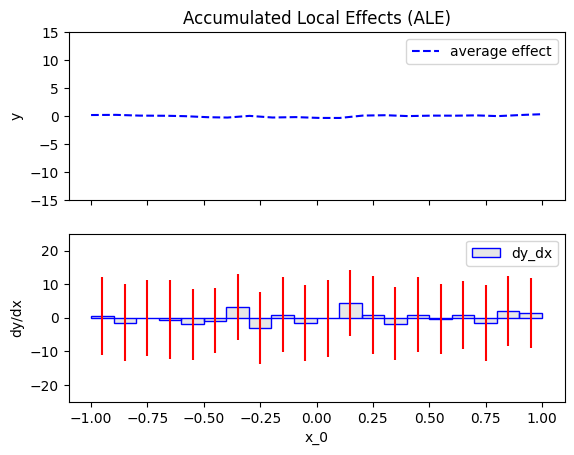 Accumulated Local Effects (ALE)
15
10
5
0
−5
−10
−15
y
average effect
20
10
0
−10
−20
dy/dx
dy_dx
−1.00 −0.75 −0.50 −0.25 0.00 0.25 0.50 0.75 1.00
x_0